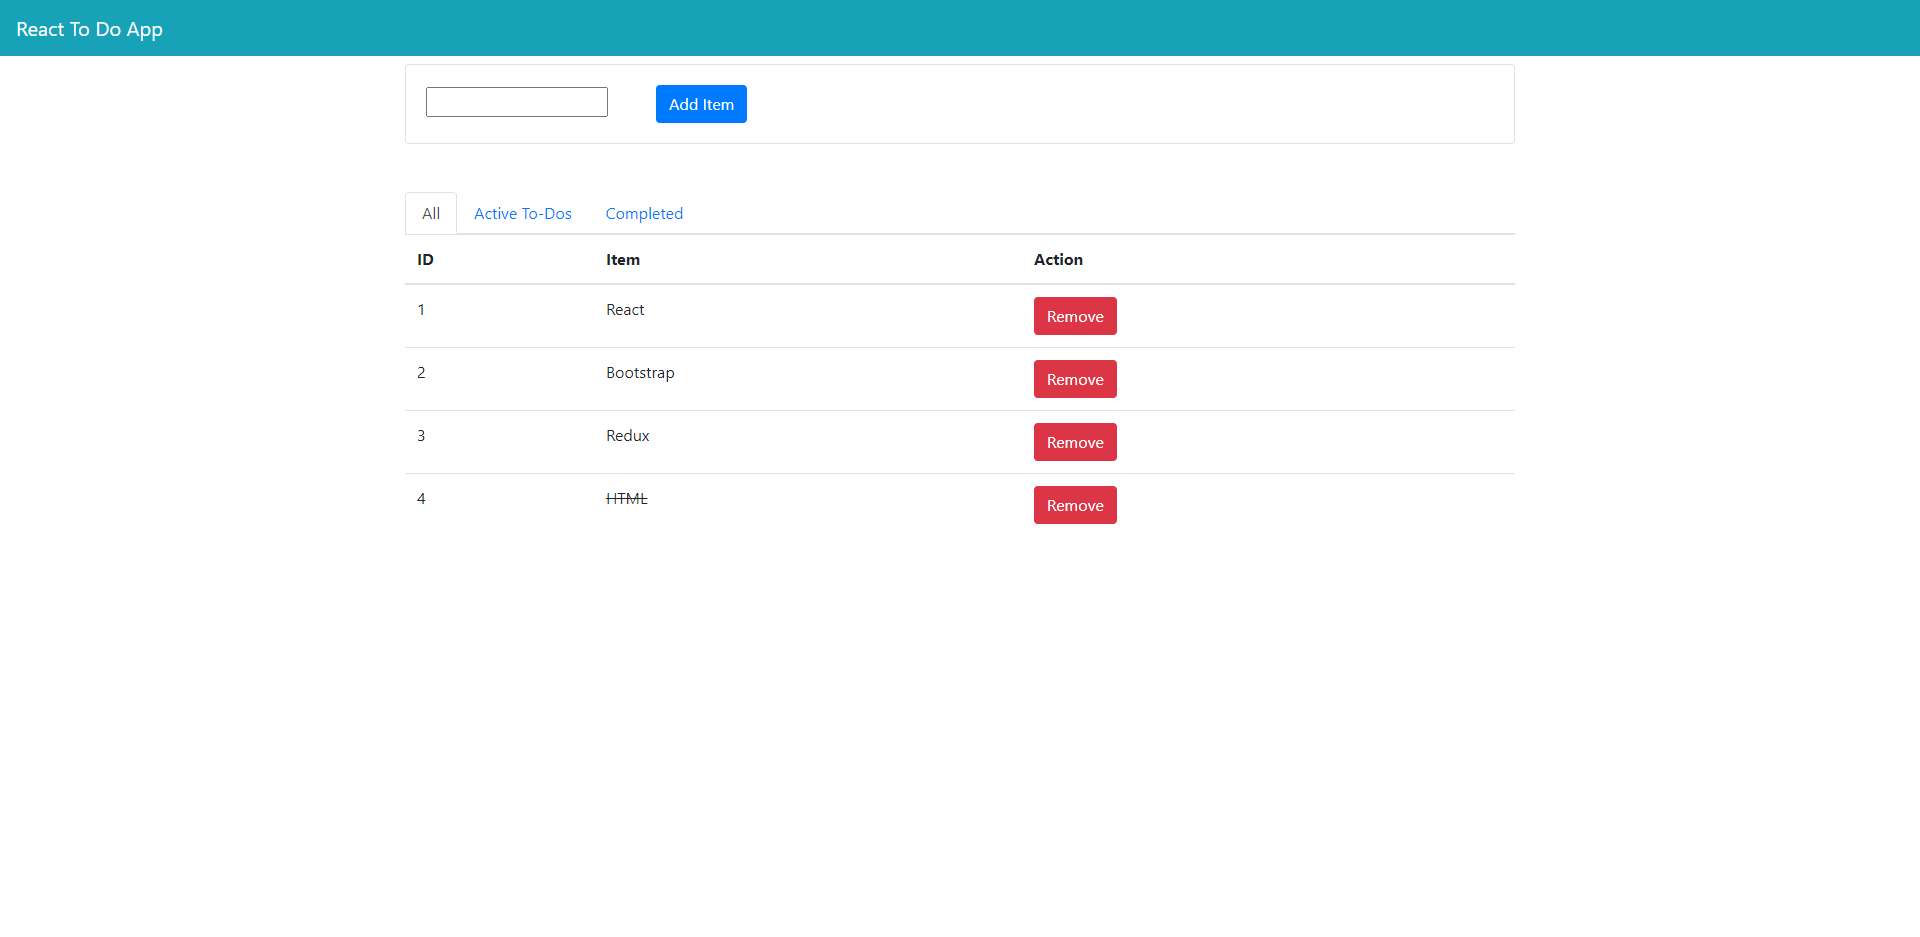 React To Do App
Add Item
All Active To-Dos Completed
ID Item Action
1 React Remove
2 Bootstrap Remove
3 Redux Remove
4 HTML Remove